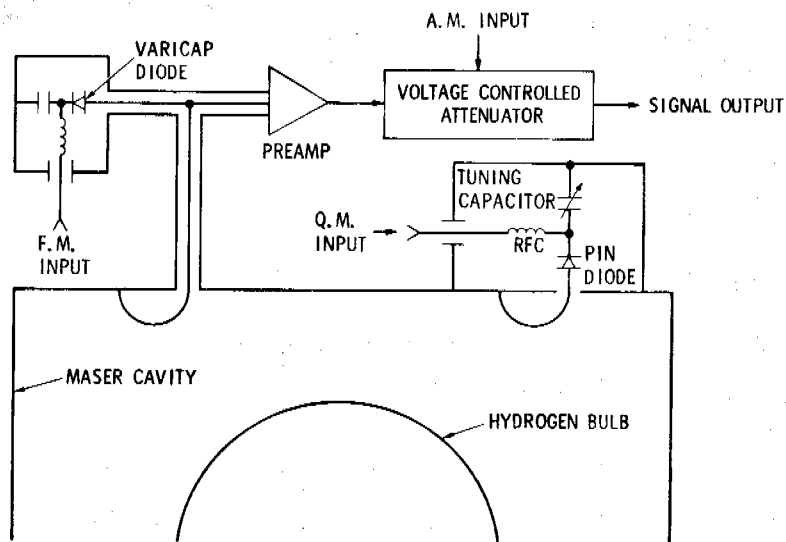 A.M. INPUT
VARICAP
DIODE
VOLTAGE CONTROLLED
ATTENUATOR
SIGNAL OUTPUT
PREAMP
TUNING
CAPACITOR
Q.M.
INPUT
RFC
PIN
DIODE
F.M.
INPUT
MASER CAVITY
HYDROGEN BULB